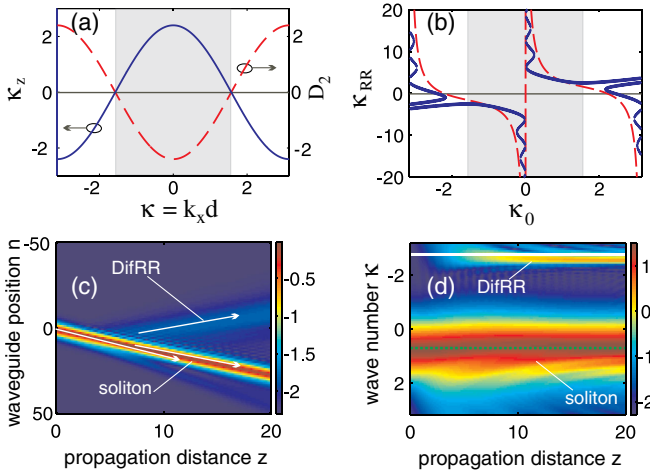 (a)
2
0
-2
κz
2
0
-2
D2
-2
0
2
κ = kxd
(b)
20
10
0
-10
-20
κRR
-2
0
2
κ0
(c)
-50
0
50
waveguide position n
DifRR
soliton
0
10
20
propagation distance z
0
-0.5
-1
-1.5
-2
(d)
-2
0
2
wave number κ
DifRR
soliton
0
10
20
propagation distance z
1
0
-1
-2